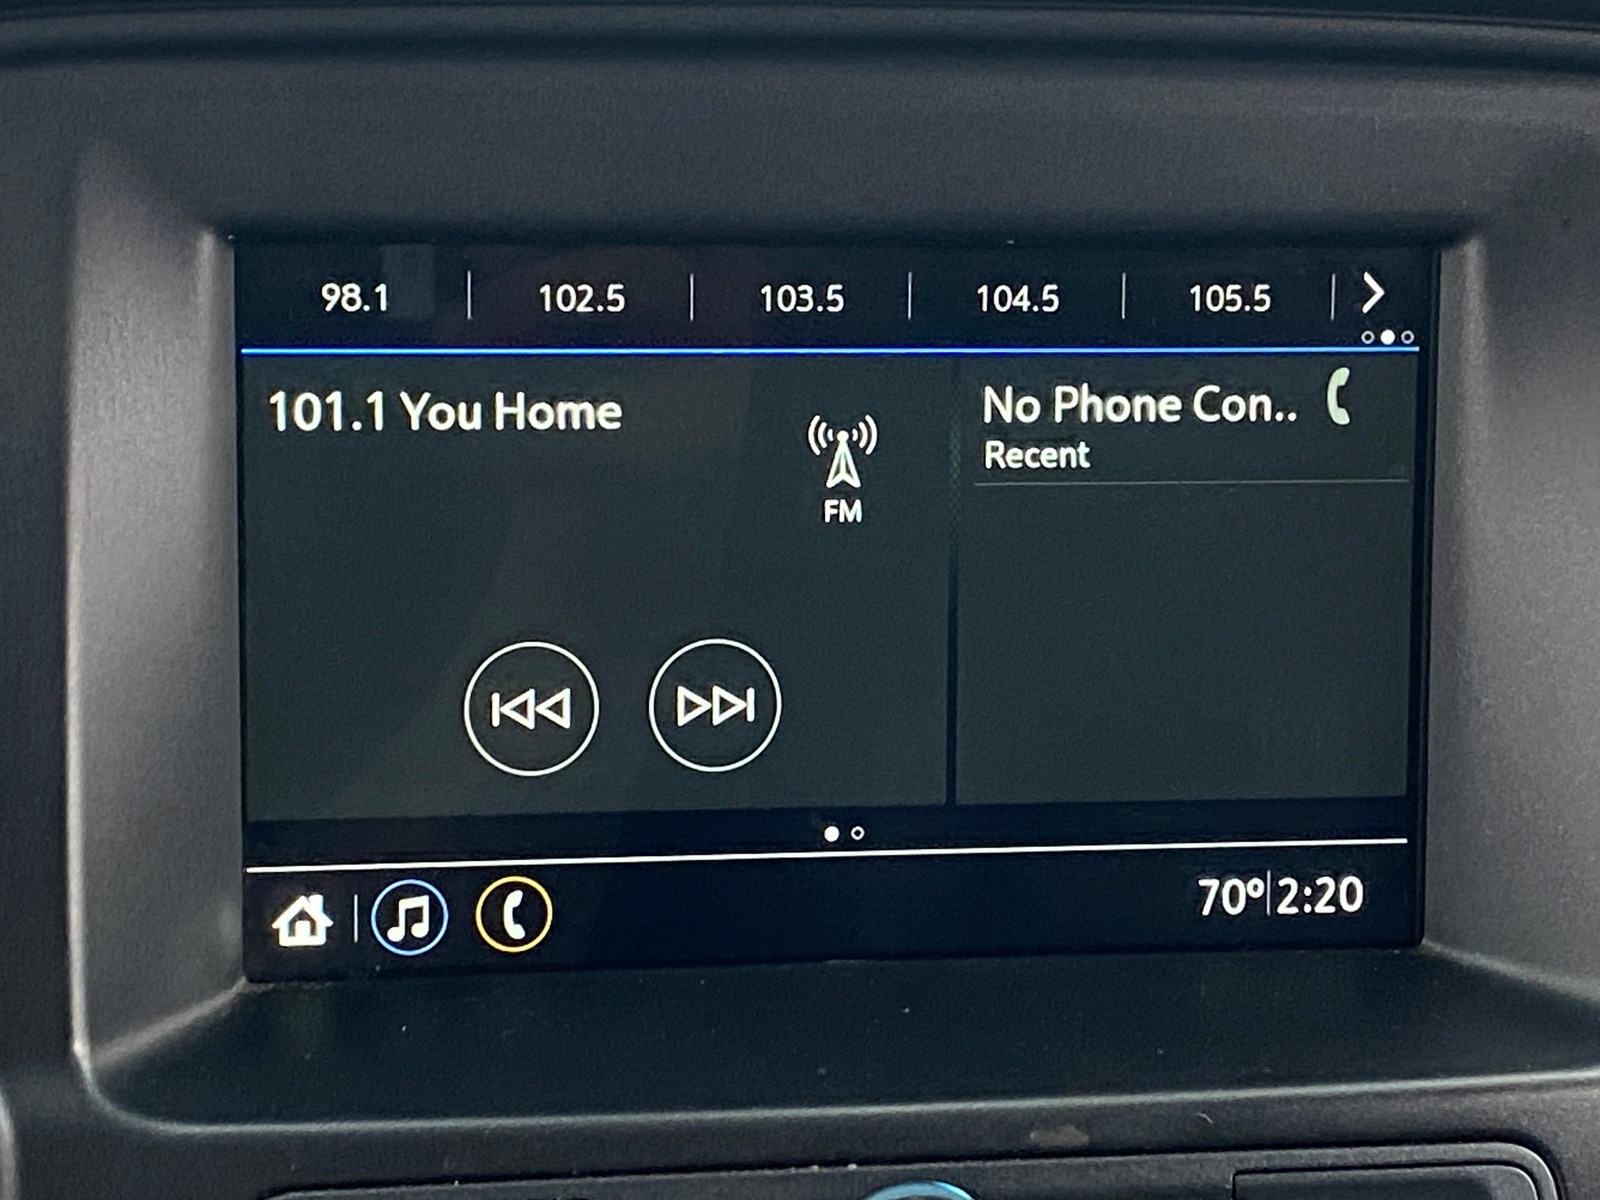 98.1 102.5 103.5 104.5 105.5
101.1 You Home
FM
No Phone Con..
Recent
70° 2:20